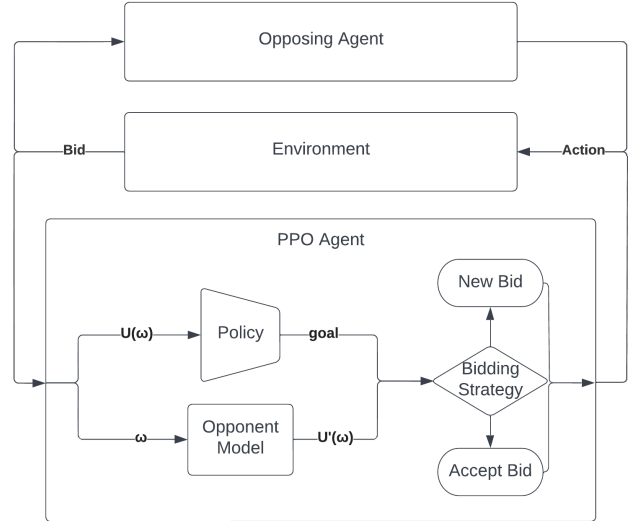 Opposing Agent
Bid
Environment
Action
PPO Agent
New Bid
U(ω)
Policy
goal
Bidding
Strategy
ω
Opponent
Model
U'(ω)
Accept Bid